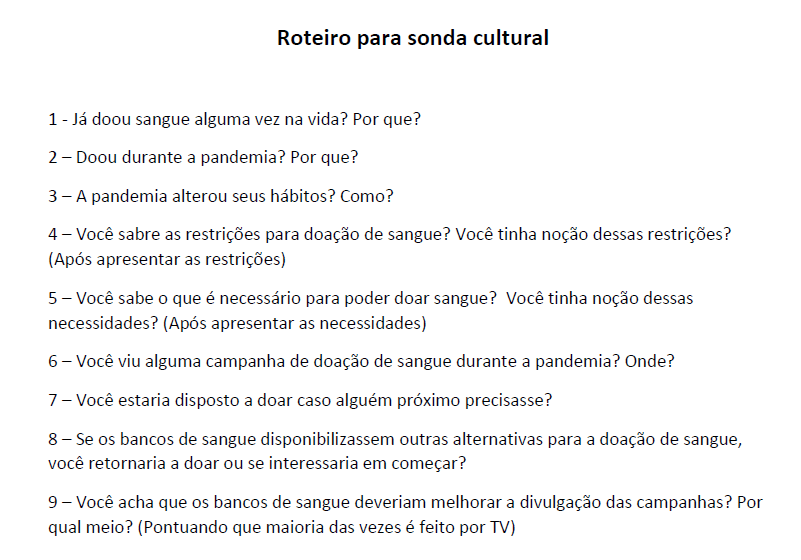 Roteiro para sonda cultural
1 - Já doou sangue alguma vez na vida? Por que?
2 – Doou durante a pandemia? Por que?
3 – A pandemia alterou seus hábitos? Como?
4 – Você sabre as restrições para doação de sangue? Você tinha noção dessas restrições?
(Após apresentar as restrições)
5 – Você sabe o que é necessário para poder doar sangue?  Você tinha noção dessas
necessidades? (Após apresentar as necessidades)
6 – Você viu alguma campanha de doação de sangue durante a pandemia? Onde?
7 – Você estaria disposto a doar caso alguém próximo precisasse?
8 – Se os bancos de sangue disponibilizassem outras alternativas para a doação de sangue,
você retornaria a doar ou se interessaria em começar?
9 – Você acha que os bancos de sangue deveriam melhorar a divulgação das campanhas? Por
qual meio? (Pontuando que maioria das vezes é feito por TV)